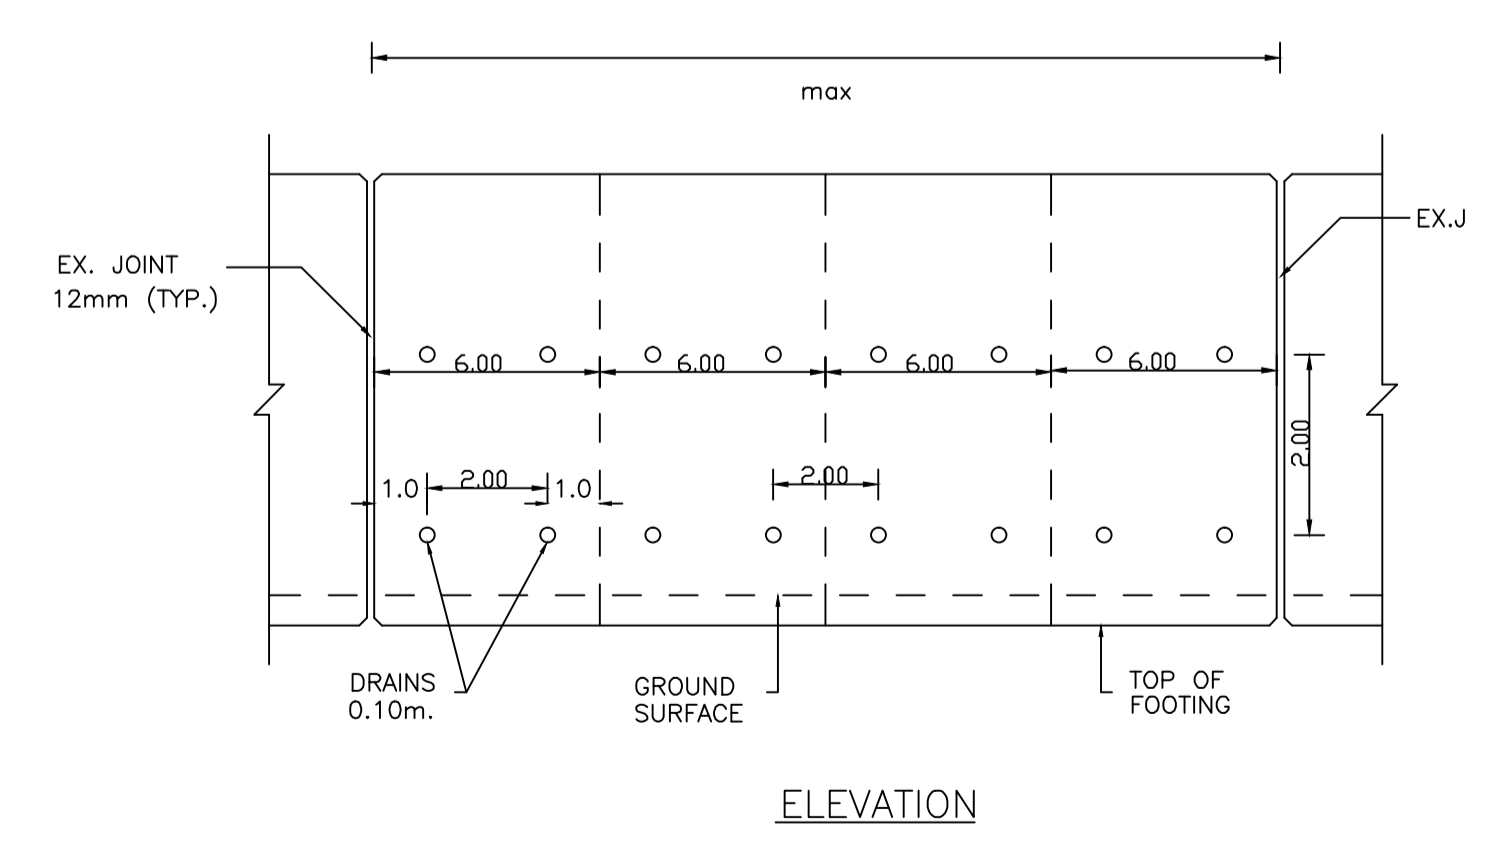 max
EX.J
EX. JOINT
12mm (TYP.)
6.00
6.00
6.00
6.00
2.00
1.0
2.00
1.0
2.00
DRAINS
0.10m.
GROUND
SURFACE
TOP OF
FOOTING
ELEVATION